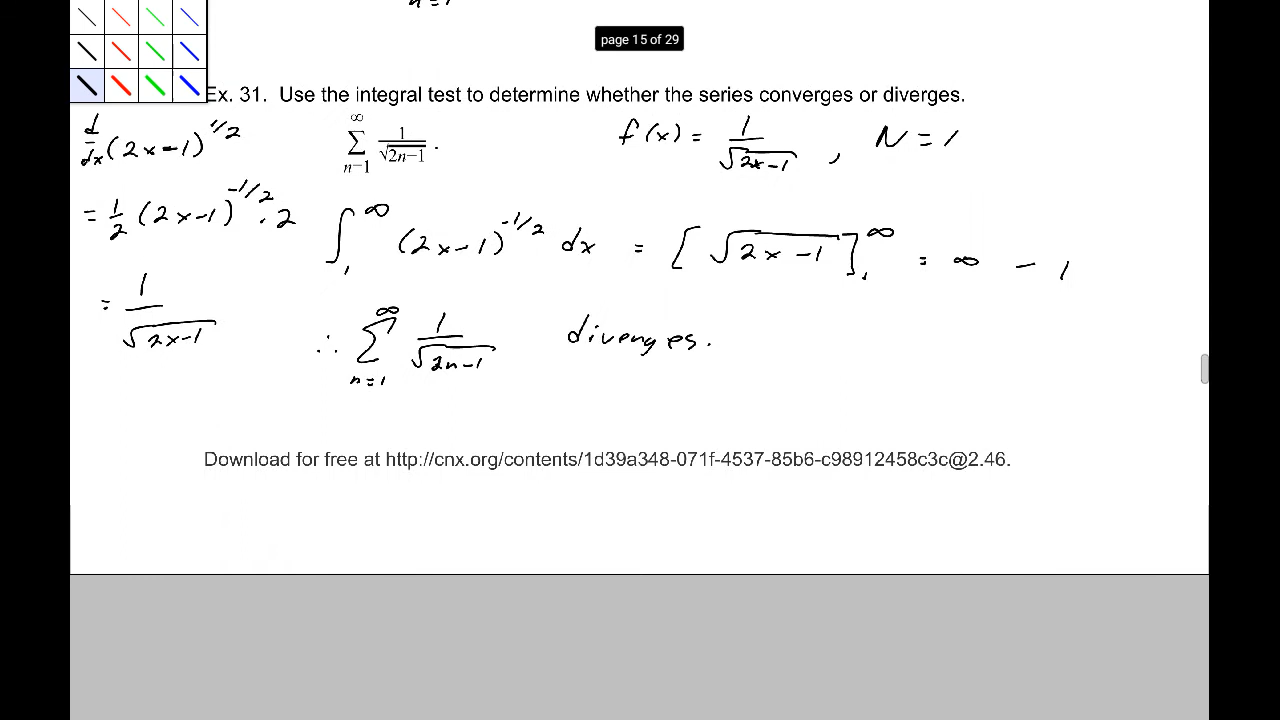 n=1
page 15 of 29
Ex. 31. Use the integral test to determine whether the series converges or diverges.
d/dx (2x-1)^{1/2} ∑_{n-1}^{∞} 1/√(2n-1) . f(x) = 1/√(2x-1) , N = 1
= 1/2 (2x-1)^{-1/2} · 2 ∫_1^∞ (2x-1)^{-1/2} dx = [√(2x-1)]_1^∞ = ∞ - 1
= 1/√(2x-1)
∴ ∑_{n=1}^{∞} 1/√(2n-1) diverges.
Download for free at http://cnx.org/contents/1d39a348-071f-4537-85b6-c98912458c3c@2.46.